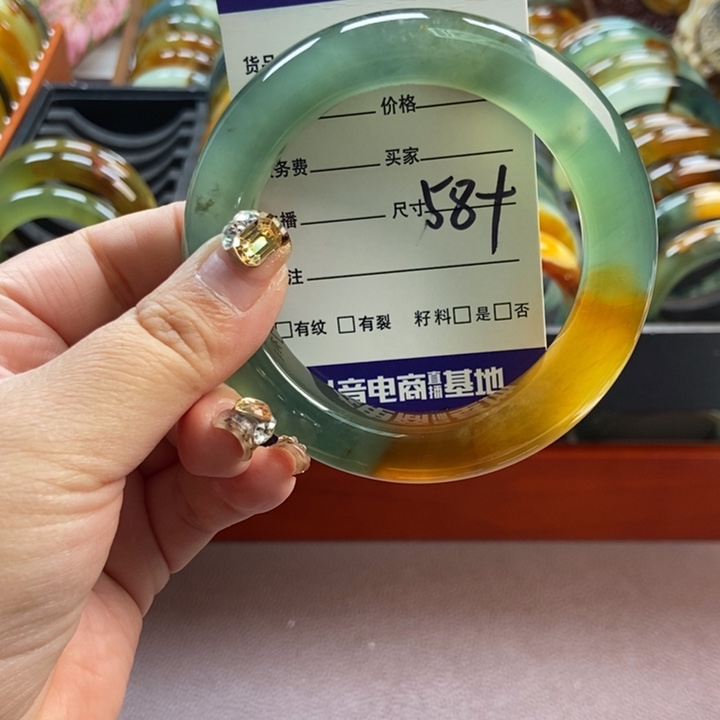 货号
价格
务费 买家
播 尺寸 58+
注
□有纹 □有裂 籽料□是□否
音电商直播基地